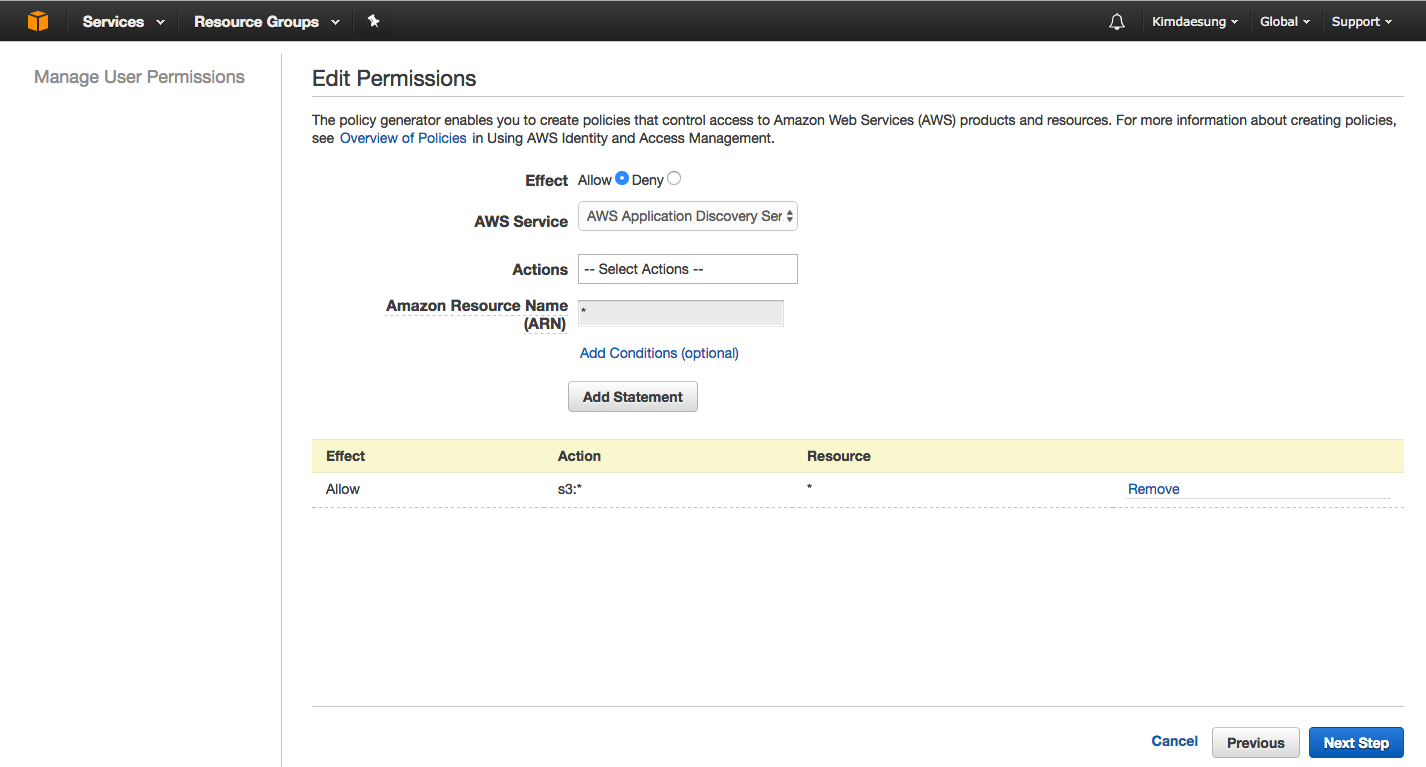 Services Resource Groups Kimdaesung Global Support
Manage User Permissions
Edit Permissions
The policy generator enables you to create policies that control access to Amazon Web Services (AWS) products and resources. For more information about creating policies,
see Overview of Policies in Using AWS Identity and Access Management.
Effect Allow Deny
AWS Service AWS Application Discovery Ser
Actions -- Select Actions --
Amazon Resource Name
(ARN) *
Add Conditions (optional)
Add Statement
Effect Action Resource
Allow s3:* * Remove
Cancel Previous Next Step